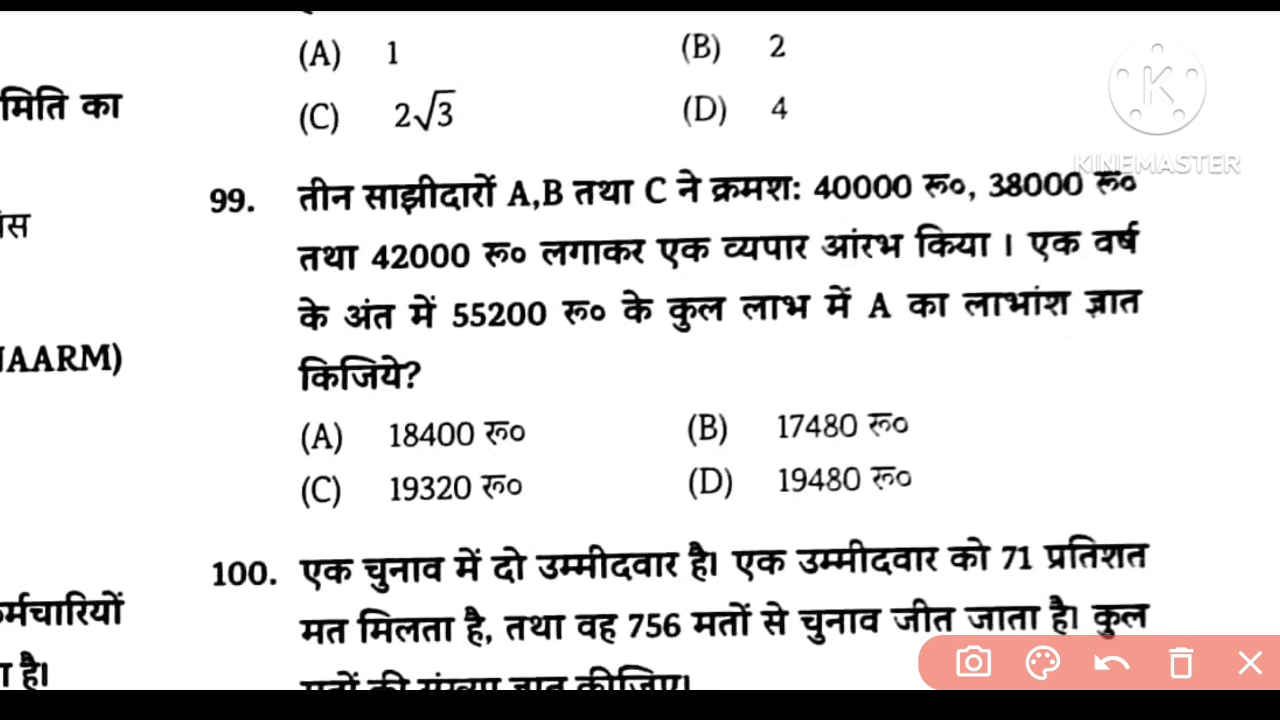 (A) 1 (B) 2
(C) 2√3 (D) 4
मिति का
KINEMASTER
99. तीन साझीदारों A,B तथा C ने क्रमश: 40000 रू०, 38000 रू०
तथा 42000 रू० लगाकर एक व्यपार आंरभ किया । एक वर्ष
के अंत में 55200 रू० के कुल लाभ में A का लाभांश ज्ञात
किजिये?
AARM)
(A) 18400 रू० (B) 17480 रू०
(C) 19320 रू० (D) 19480 रू०
100. एक चुनाव में दो उम्मीदवार है। एक उम्मीदवार को 71 प्रतिशत
मत मिलता है, तथा वह 756 मतों से चुनाव जीत जाता है। कुल
मतों की संख्या ज्ञात कीजिए।
र्मचारियों
है।